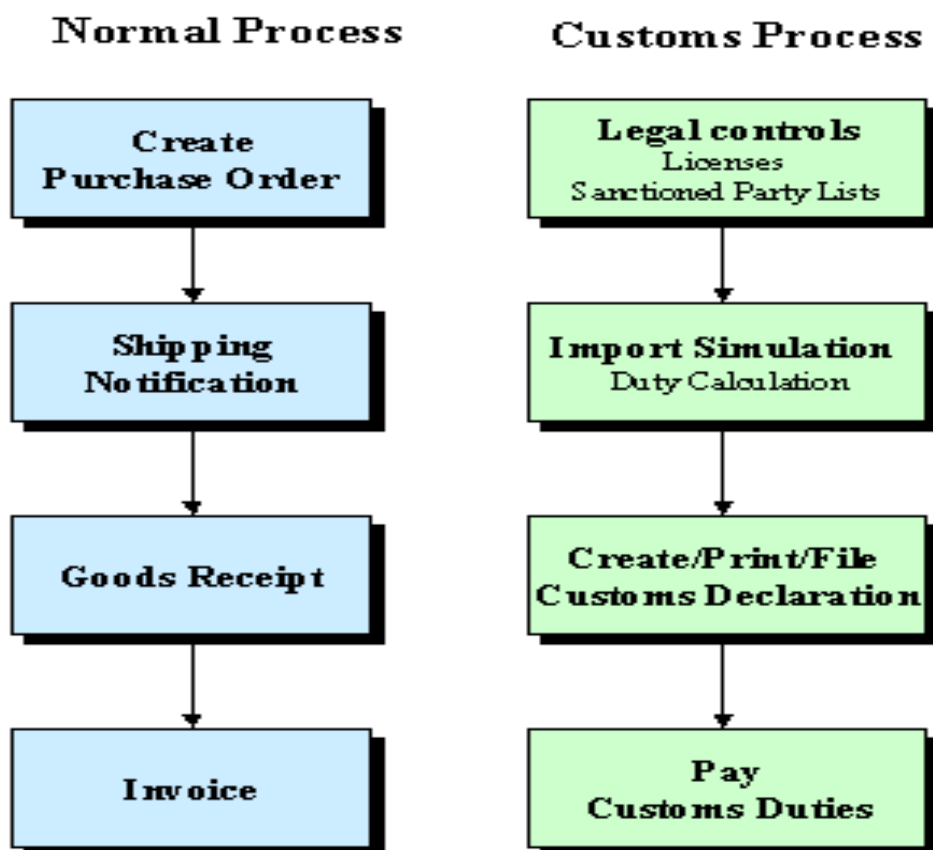 Normal Process
Create
Purchase Order
Shipping
Notification
Goods Receipt
Invoice
Customs Process
Legal controls
Licenses
Sanctioned Party Lists
Import Simulation
Duty Calculation
Create/Print/File
Customs Declaration
Pay
Customs Duties